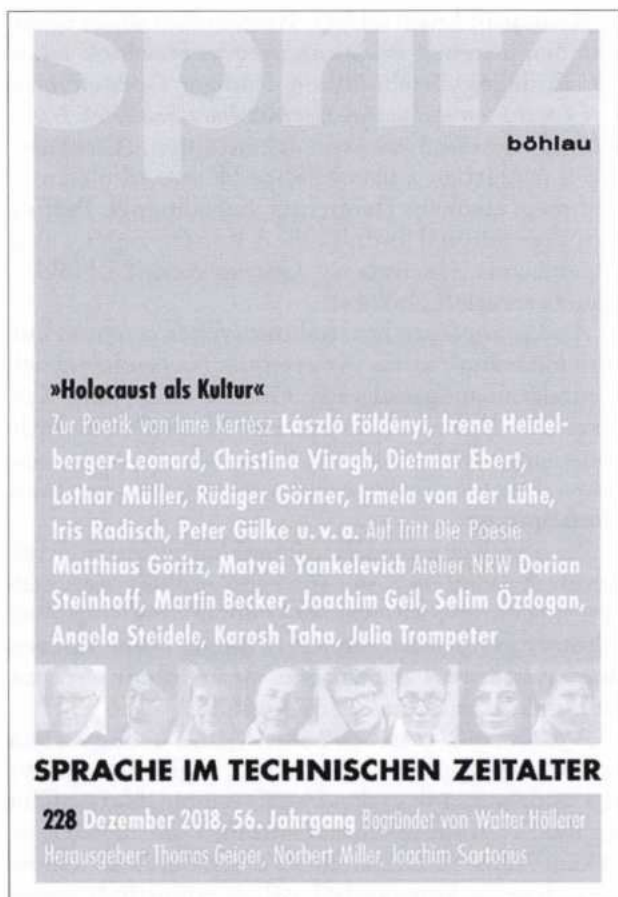 SPRITZ
böhlau
»Holocaust als Kultur«
Zur Poetik von Imre Kertész László Földényi, Irene Heidel-
berger-Leonard, Christina Viragh, Dietmar Ebert,
Lothar Müller, Rüdiger Görner, Irmela von der Lühe,
Iris Radisch, Peter Gülke u. v. a. Auf Tritt Die Poesie
Matthias Göritz, Matvei Yankelevich Atelier NRW Dorian
Steinhoff, Martin Becker, Joachim Geil, Selim Özdogan,
Angela Steidele, Karosh Taha, Julia Trompeter
SPRACHE IM TECHNISCHEN ZEITALTER
228 Dezember 2018, 56. Jahrgang Begründet von Walter Höllerer
Herausgeber: Thomas Geiger, Norbert Miller, Joachim Sartorius